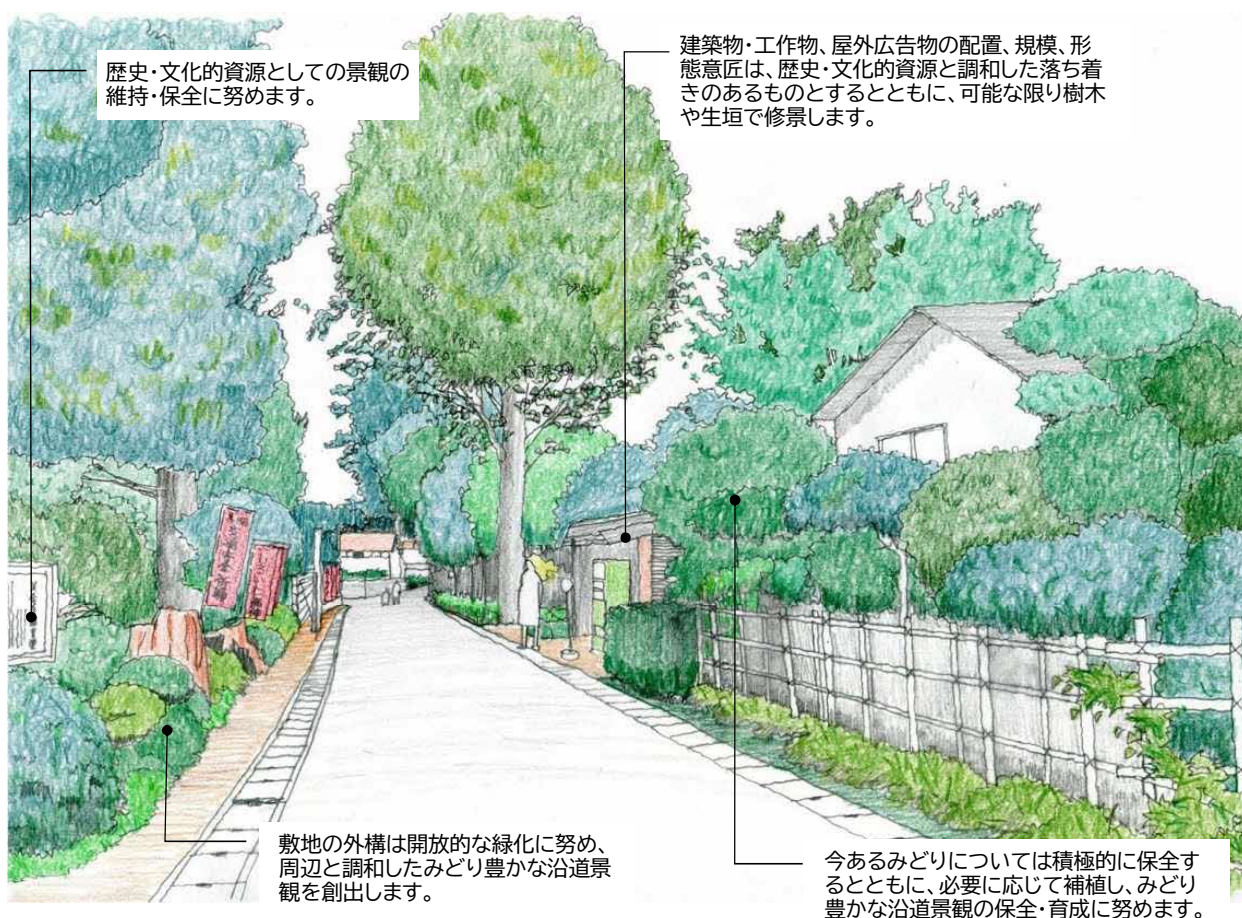 歴史・文化的資源としての景観の
維持・保全に努めます。
建築物・工作物、屋外広告物の配置、規模、形
態意匠は、歴史・文化的資源と調和した落ち着
きのあるものとするとともに、可能な限り樹木
や生垣で修景します。
敷地の外構は開放的な緑化に努め、
周辺と調和したみどり豊かな沿道景
観を創出します。
今あるみどりについては積極的に保全す
るとともに、必要に応じて補植し、みどり
豊かな沿道景観の保全・育成に努めます。